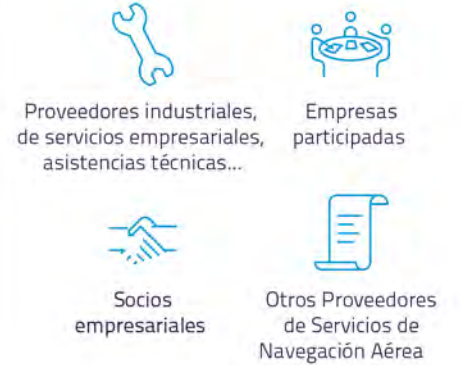 Proveedores industriales,
de servicios empresariales,
asistencias técnicas...
Empresas
participadas
Socios
empresariales
Otros Proveedores
de Servicios de
Navegación Aérea